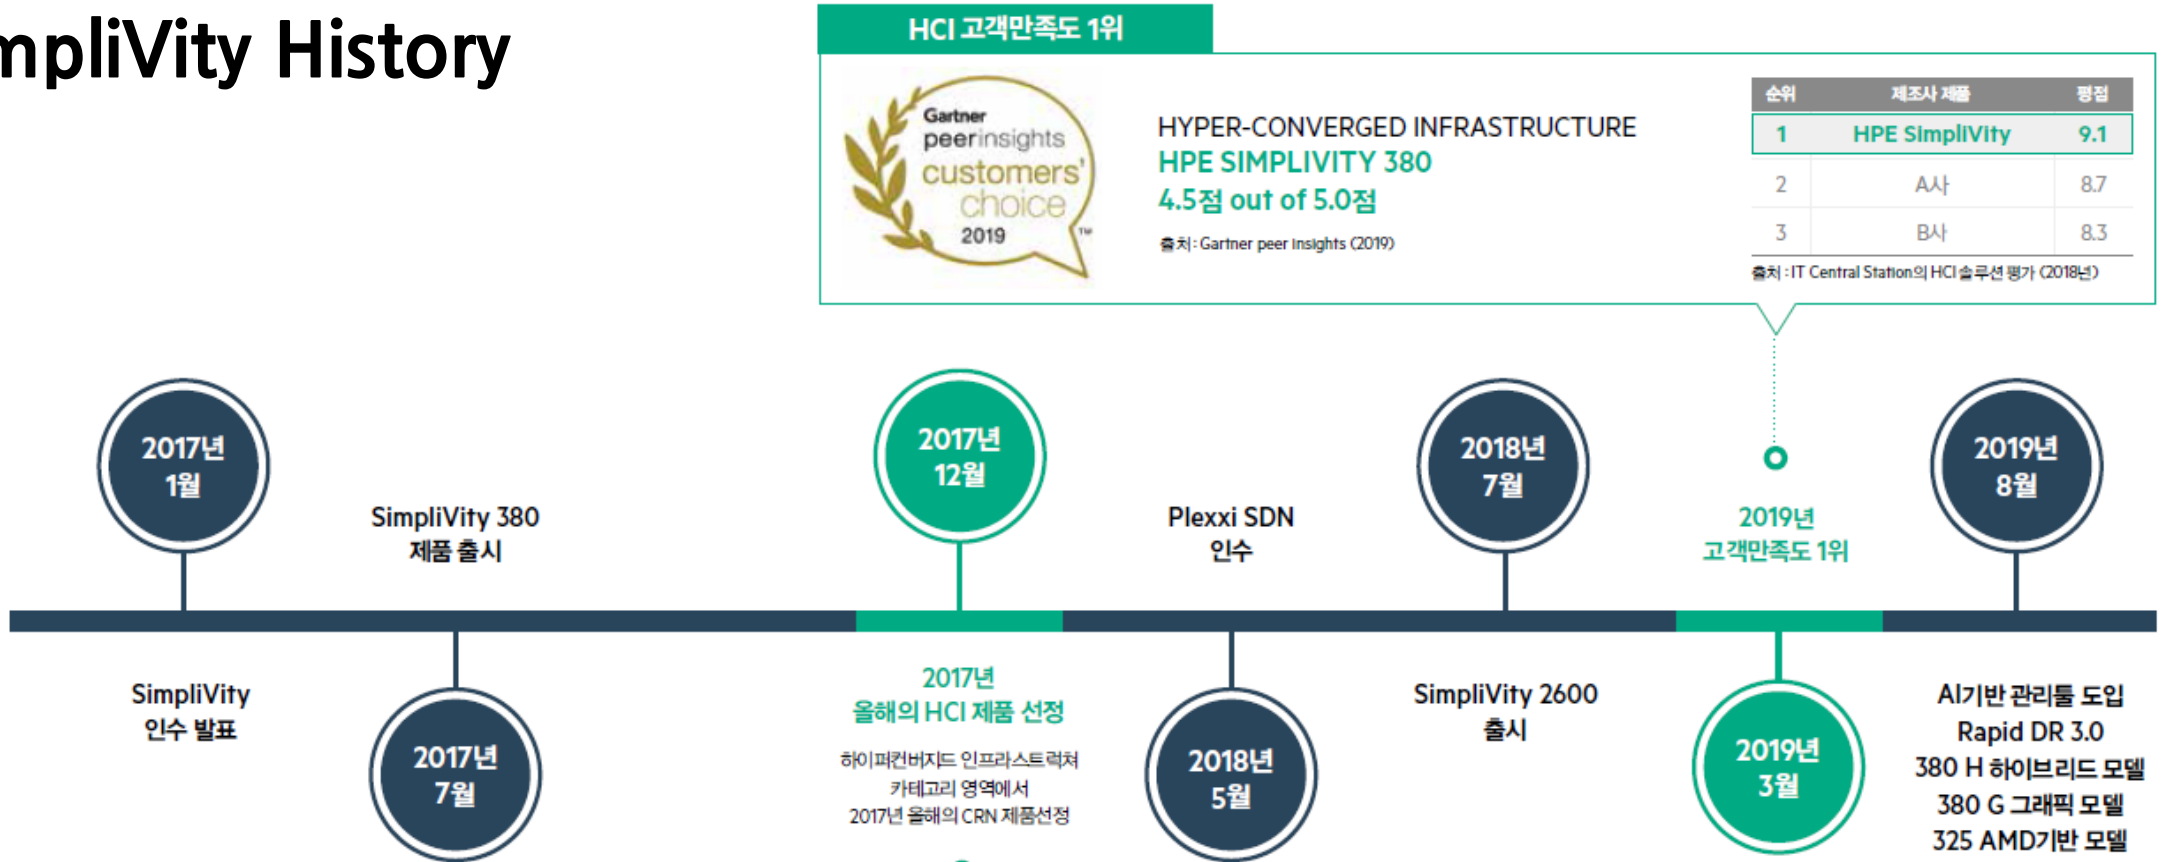 mpliVity History
HCI 고객만족도 1위
Gartner
peerinsights
customers'
choice
2019
TM
HYPER-CONVERGED INFRASTRUCTURE
HPE SIMPLIVITY 380
4.5점 out of 5.0점
출처: Gartner peer insights (2019)
순위 제조사 제품 평점
1 HPE SimpliVity 9.1
2 A사 8.7
3 B사 8.3
출처 : IT Central Station의 HCI 솔루션 평가 (2018년)
2017년
1월
SimpliVity
인수 발표
SimpliVity 380
제품 출시
2017년
7월
2017년
12월
2017년
올해의 HCI 제품 선정
하이퍼컨버지드 인프라스트럭쳐
카테고리 영역에서
2017년 올해의 CRN 제품선정
Plexxi SDN
인수
2018년
5월
2018년
7월
SimpliVity 2600
출시
2019년
고객만족도 1위
2019년
3월
2019년
8월
AI기반 관리툴 도입
Rapid DR 3.0
380 H 하이브리드 모델
380 G 그래픽 모델
325 AMD기반 모델